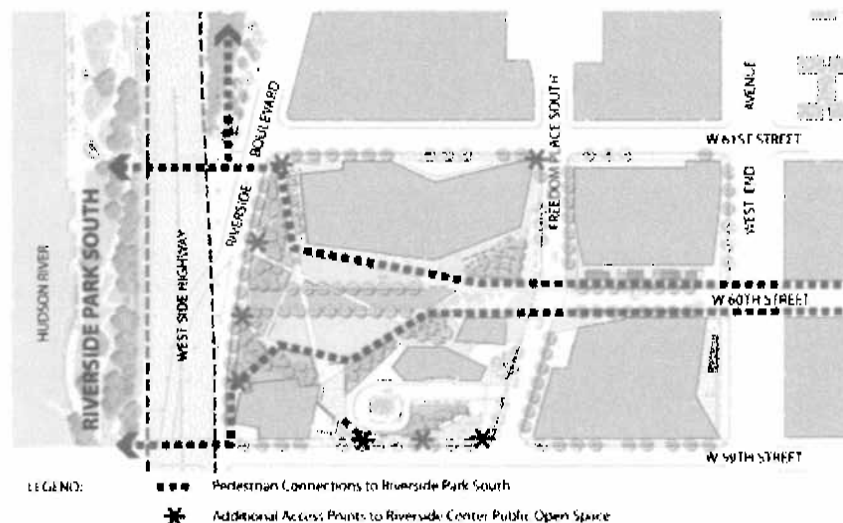 HUDSON RIVER
RIVERSIDE PARK SOUTH
WEST SIDE HIGHWAY
RIVERSIDE
BOULEVARD
FREEDOM PLACE SOUTH
WEST END
AVENUE
W 61ST STREET
W 60TH STREET
W 59TH STREET
LEGEND:
Pedestrian Connections to Riverside Park South
Additional Access Points to Riverside Center Public Open Space